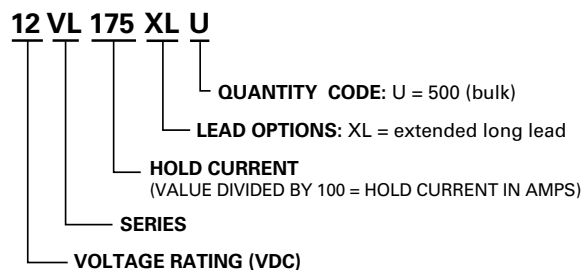 12 VL 175 XL U
QUANTITY CODE: U = 500 (bulk)
LEAD OPTIONS: XL = extended long lead
HOLD CURRENT
(VALUE DIVIDED BY 100 = HOLD CURRENT IN AMPS)
SERIES
VOLTAGE RATING (VDC)